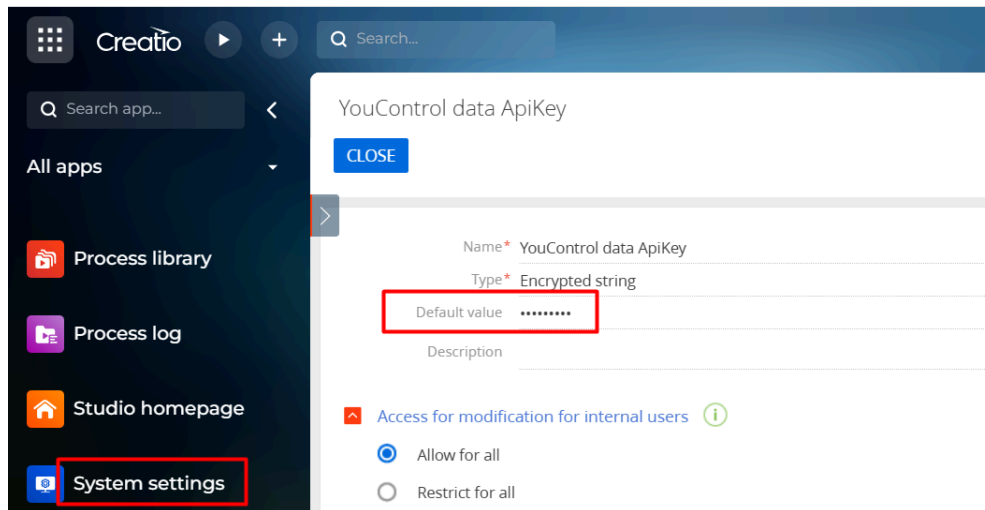 Creatio
Search...
Search app...
All apps
Process library
Process log
Studio homepage
System settings
YouControl data ApiKey
CLOSE
Name* YouControl data ApiKey
Type* Encrypted string
Default value •••••••••
Description
Access for modification for internal users i
Allow for all
Restrict for all